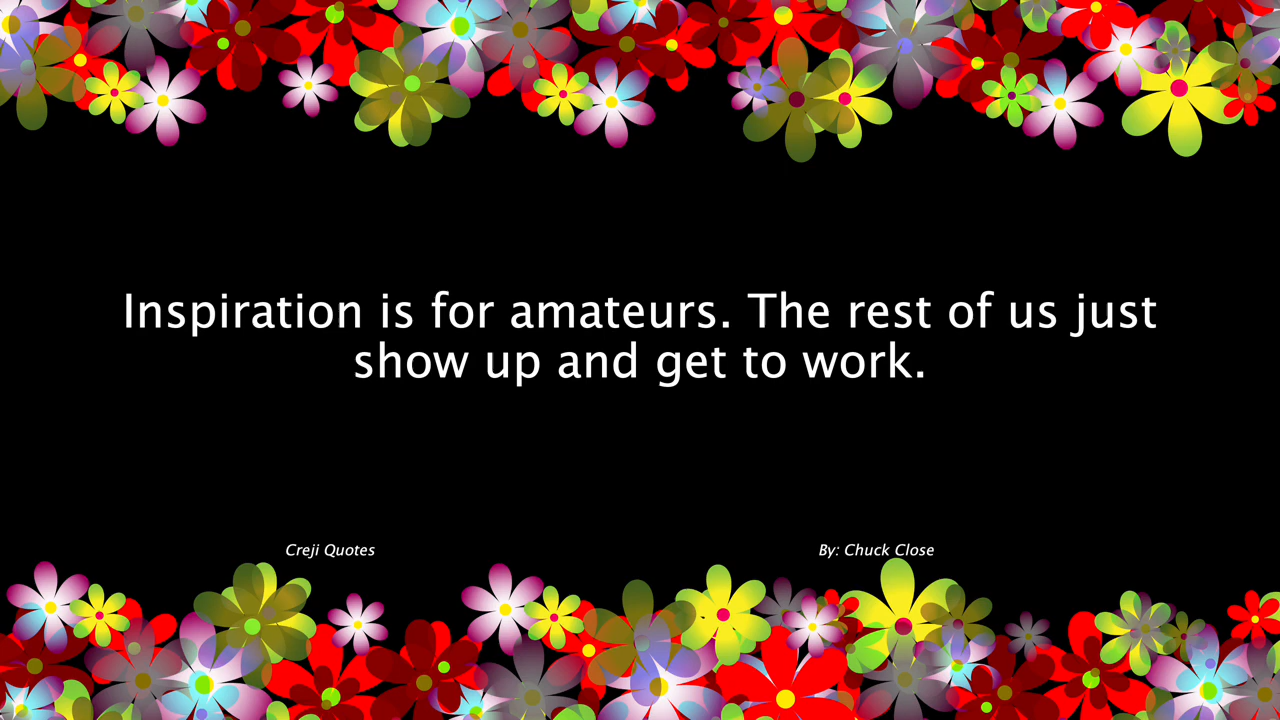 Inspiration is for amateurs. The rest of us just
show up and get to work.
Creji Quotes
By: Chuck Close